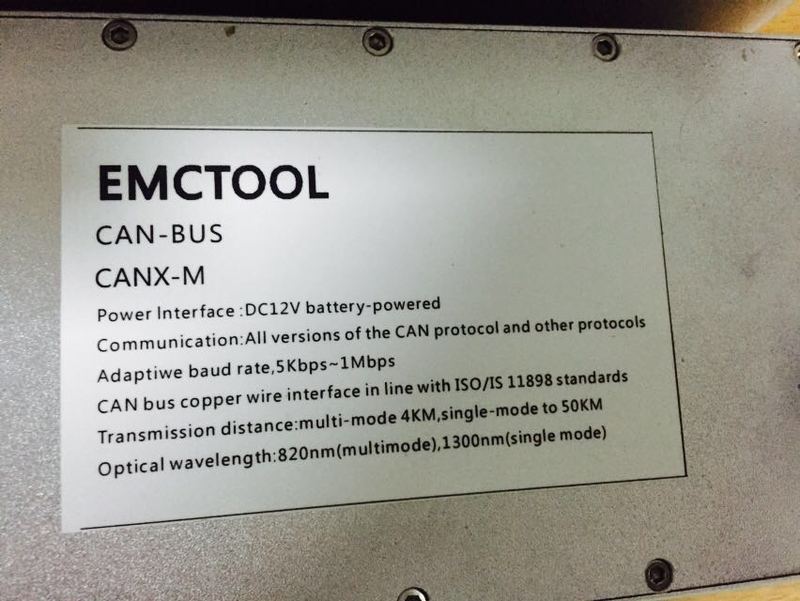 EMCTOOL
CAN-BUS
CANX-M
Power Interface:DC12V battery-powered
Communication:All versions of the CAN protocol and other protocols
Adaptiwe baud rate,5Kbps~1Mbps
CAN bus copper wire interface in line with ISO/IS 11898 standards
Transmission distance:multi-mode 4KM,single-mode to 50KM
Optical wavelength:820nm(multimode),1300nm(single mode)